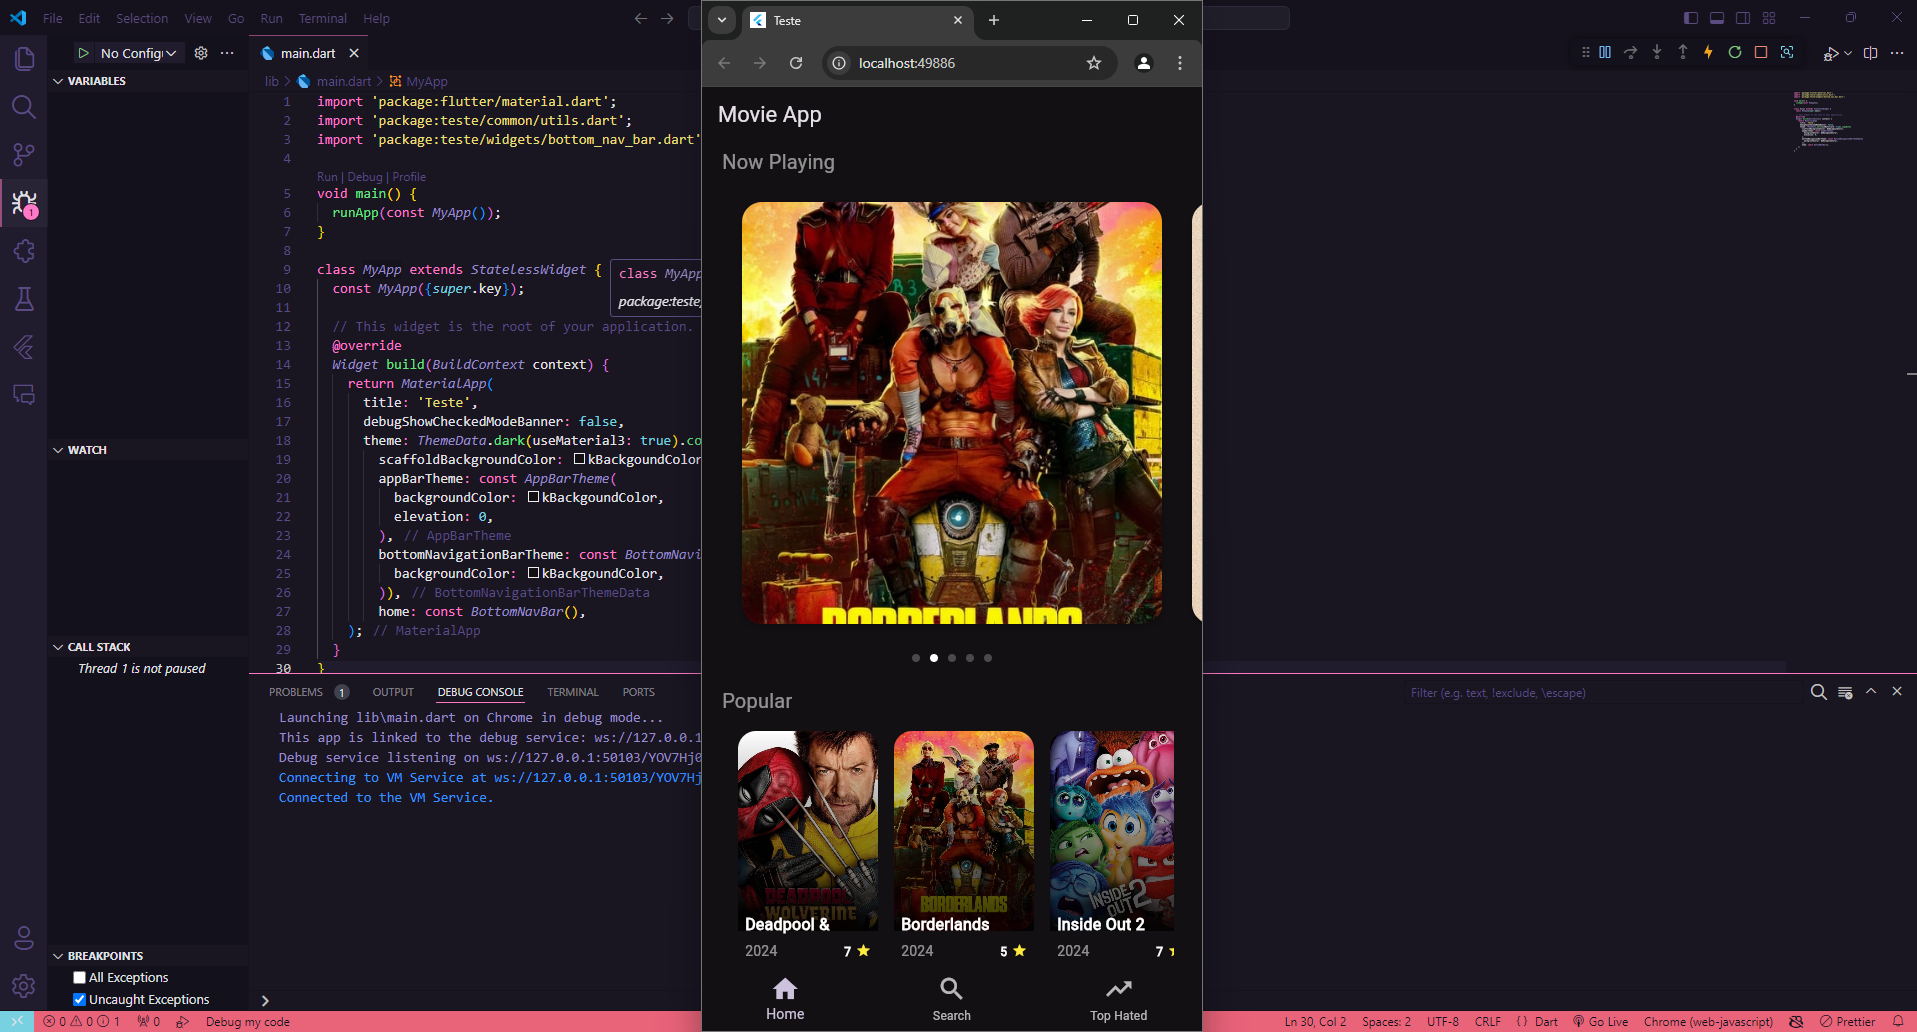 File Edit Selection View Go Run Terminal Help
Teste
No Config
main.dart
localhost:49886
VARIABLES
lib > main.dart > MyApp
1 import 'package:flutter/material.dart';
2 import 'package:teste/common/utils.dart';
3 import 'package:teste/widgets/bottom_nav_bar.dart'
4
Run | Debug | Profile
5 void main() {
6 runApp(const MyApp());
7 }
8
9 class MyApp extends StatelessWidget {
10 const MyApp({super.key});
11
12 // This widget is the root of your application.
13 @override
14 Widget build(BuildContext context) {
15 return MaterialApp(
16 title: 'Teste',
17 debugShowCheckedModeBanner: false,
18 theme: ThemeData.dark(useMaterial3: true).co
19 scaffoldBackgroundColor: kBackgoundColor
20 appBarTheme: const AppBarTheme(
21 backgroundColor: kBackgoundColor,
22 elevation: 0,
23 ), // AppBarTheme
24 bottomNavigationBarTheme: const BottomNavi
25 backgroundColor: kBackgoundColor,
26 )), // BottomNavigationBarThemeData
27 home: const BottomNavBar(),
28 ); // MaterialApp
29 }
30 }
class MyApp
package:teste
WATCH
CALL STACK
Thread 1 is not paused
BREAKPOINTS
All Exceptions
Uncaught Exceptions
PROBLEMS 1 OUTPUT DEBUG CONSOLE TERMINAL PORTS
Filter (e.g. text, !exclude, \escape)
Launching lib\main.dart on Chrome in debug mode...
This app is linked to the debug service: ws://127.0.0.1
Debug service listening on ws://127.0.0.1:50103/YOV7Hj0
Connecting to VM Service at ws://127.0.0.1:50103/YOV7Hj
Connected to the VM Service.
Movie App
Now Playing
BORDERLANDS
Popular
DEADPOOL
WOLVERINE
BORDERLANDS
INSIDE OUT 2
Deadpool &
Borderlands
Inside Out 2
2024 7
2024 5
2024 7
Home Search Top Hated
0 0 1 0 Debug my code
Ln 30, Col 2 Spaces: 2 UTF-8 CRLF { } Dart Go Live Chrome (web-javascript) Prettier